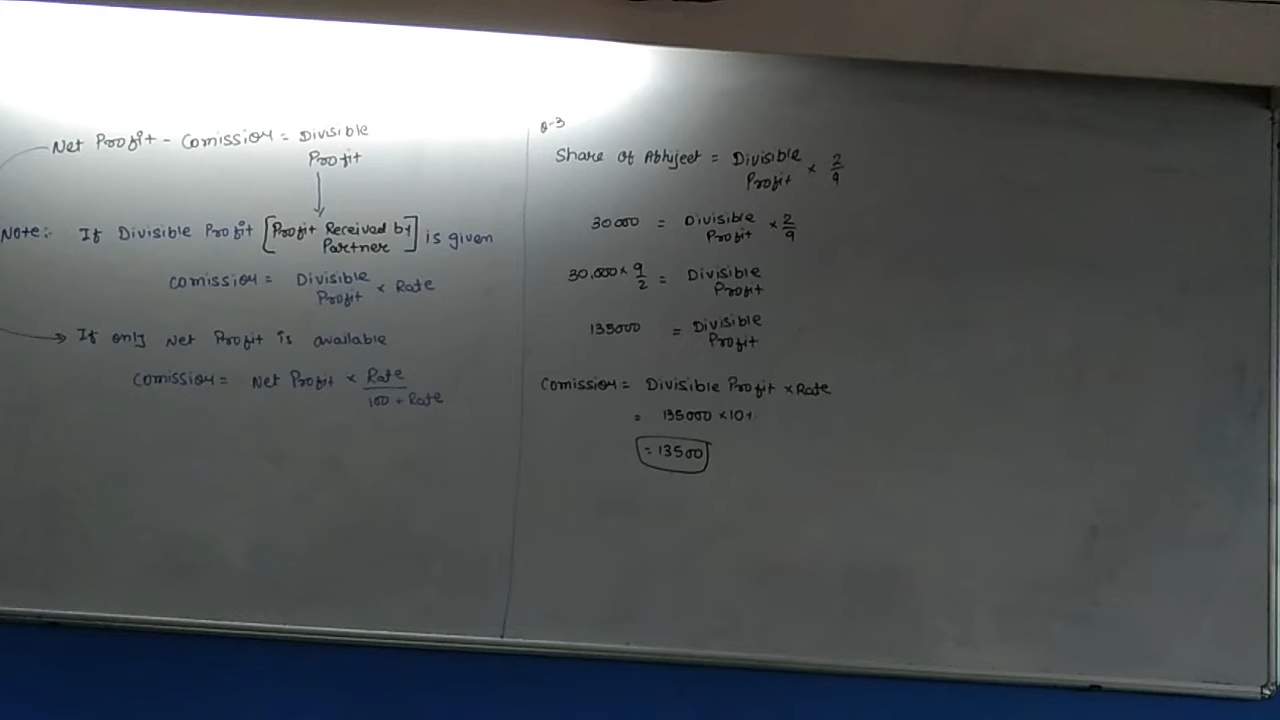 Net Profit - Comission = Divisible
Profit
Note:- If Divisible Profit [Profit Received by
Partner] is given
Comission = Divisible
Profit × Rate
If only Net Profit is available
Comission = Net Profit × Rate
100 + Rate
Q-3
Share of Abhijeet = Divisible
Profit × 2/9
30000 = Divisible
Profit × 2/9
30,000 × 9/2 = Divisible
Profit
135000 = Divisible
Profit
Comission = Divisible Profit × Rate
= 135000 × 10%
= 13500